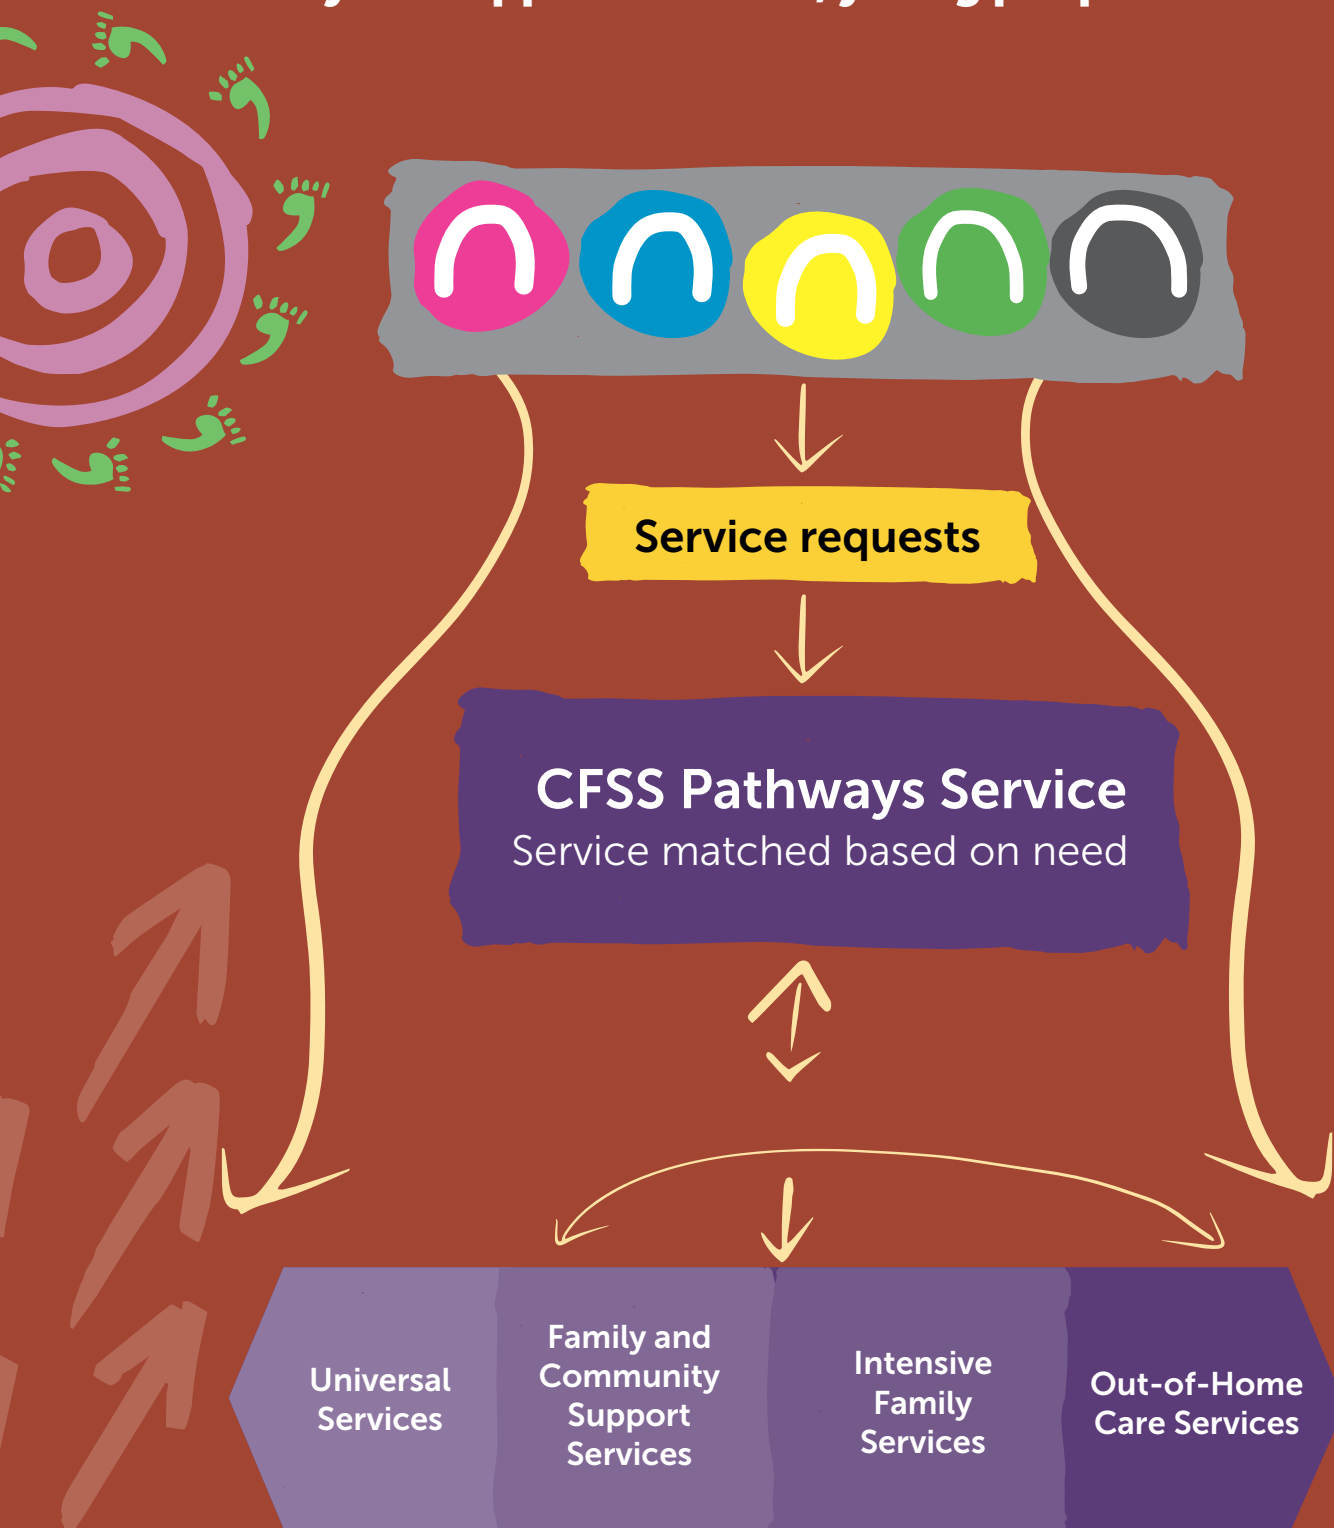 Service requests
CFSS Pathways Service
Service matched based on need
Universal
Services
Family and
Community
Support
Services
Intensive
Family
Services
Out-of-Home
Care Services